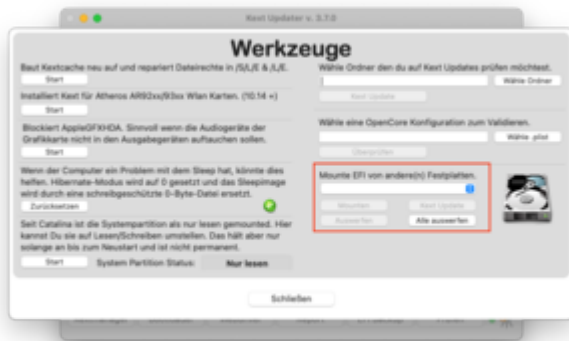 Kext Updater v. 3.7.0
Werkzeuge
Baut Kextcache neu auf und repariert Dateirechte in /S/L/E & /L/E.
Start
Installiert Kext für Atheros AR92xx/93xx Wlan Karten. (10.14 +)
Start
Blockiert AppleGFXHDA. Sinnvoll wenn die Audiogeräte der
Grafikkarte nicht in den Ausgabegeräten auftauchen sollen.
Start
Wenn der Computer ein Problem mit dem Sleep hat, könnte dies
helfen. Hibernate-Modus wird auf 0 gesetzt und das Sleepimage
wird durch eine schreibgeschützte 0-Byte-Datei ersetzt.
Zurücksetzen
Seit Catalina ist die Systempartition als nur lesen gemounted. Hier
kannst Du sie auf Lesen/Schreiben umstellen. Das hält aber nur
solange an bis zum Neustart und ist nicht permanent.
Start System Partition Status: Nur lesen
Wähle Ordner den du auf Kext Updates prüfen möchtest.
Wähle Ordner
Kext Update
Wähle eine OpenCore Konfiguration zum Validieren.
Wähle .plist
Überprüfen
Mounte EFI von andere(n) Festplatten.
Mounten Kext Update
Auswerfen Alle auswerfen
Schließen